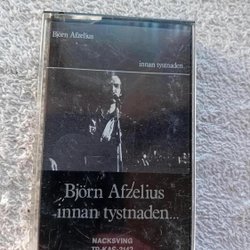 Björn Afzelius
innan tystnaden
Björn Afzelius
innan tystnaden...
NACKSVING